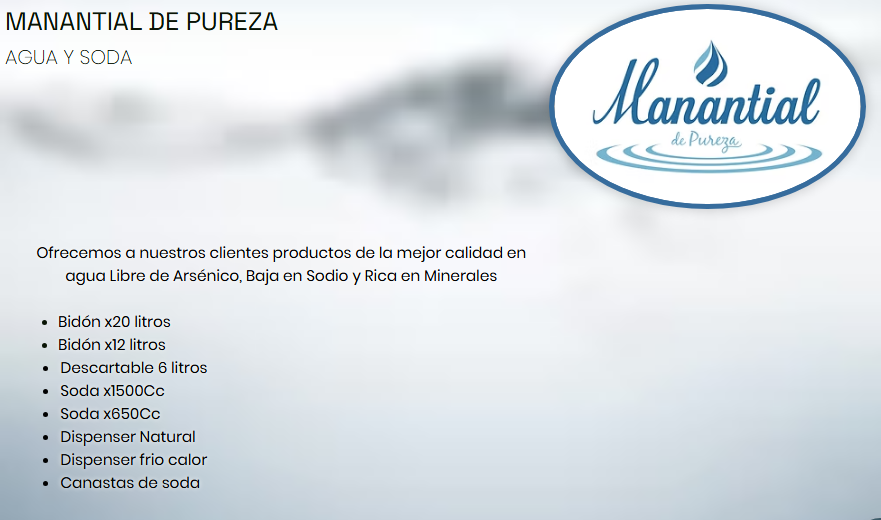 MANANTIAL DE PUREZA
AGUA Y SODA
Manantial
de Pureza
Ofrecemos a nuestros clientes productos de la mejor calidad en
agua Libre de Arsénico, Baja en Sodio y Rica en Minerales
• Bidón x20 litros
• Bidón x12 litros
• Descartable 6 litros
• Soda x1500Cc
• Soda x650Cc
• Dispenser Natural
• Dispenser frio calor
• Canastas de soda